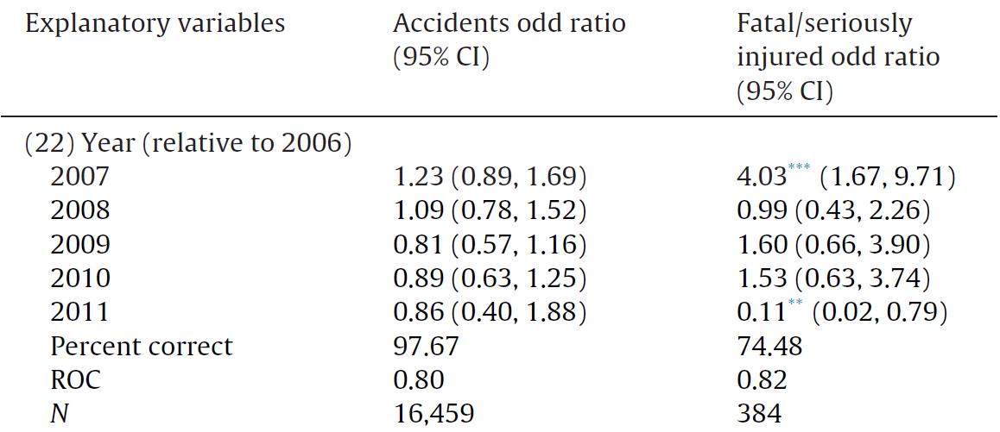 Explanatory variables Accidents odd ratio (95% CI) Fatal/seriously injured odd ratio (95% CI)
(22) Year (relative to 2006)
2007 1.23 (0.89, 1.69) 4.03*** (1.67, 9.71)
2008 1.09 (0.78, 1.52) 0.99 (0.43, 2.26)
2009 0.81 (0.57, 1.16) 1.60 (0.66, 3.90)
2010 0.89 (0.63, 1.25) 1.53 (0.63, 3.74)
2011 0.86 (0.40, 1.88) 0.11** (0.02, 0.79)
Percent correct 97.67 74.48
ROC 0.80 0.82
N 16,459 384